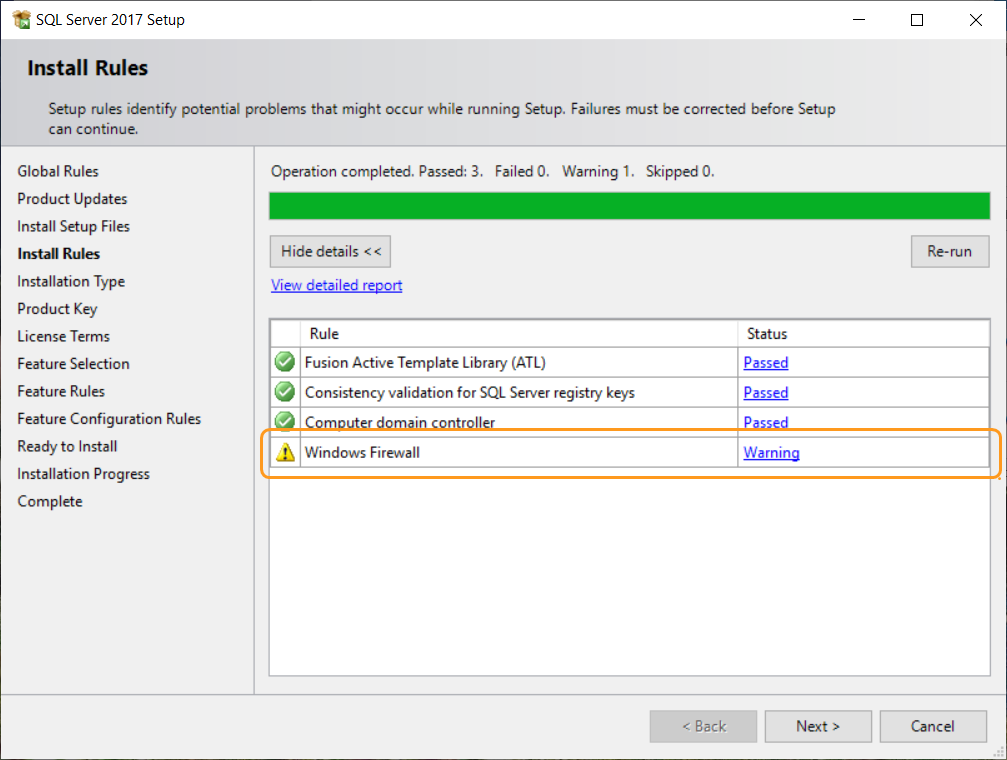 SQL Server 2017 Setup
Install Rules
Setup rules identify potential problems that might occur while running Setup. Failures must be corrected before Setup
can continue.
Global Rules
Product Updates
Install Setup Files
Install Rules
Installation Type
Product Key
License Terms
Feature Selection
Feature Rules
Feature Configuration Rules
Ready to Install
Installation Progress
Complete
Operation completed. Passed: 3.   Failed 0.   Warning 1.   Skipped 0.
Hide details <<
Re-run
View detailed report
Rule Status
Fusion Active Template Library (ATL) Passed
Consistency validation for SQL Server registry keys Passed
Computer domain controller Passed
Windows Firewall Warning
< Back
Next >
Cancel